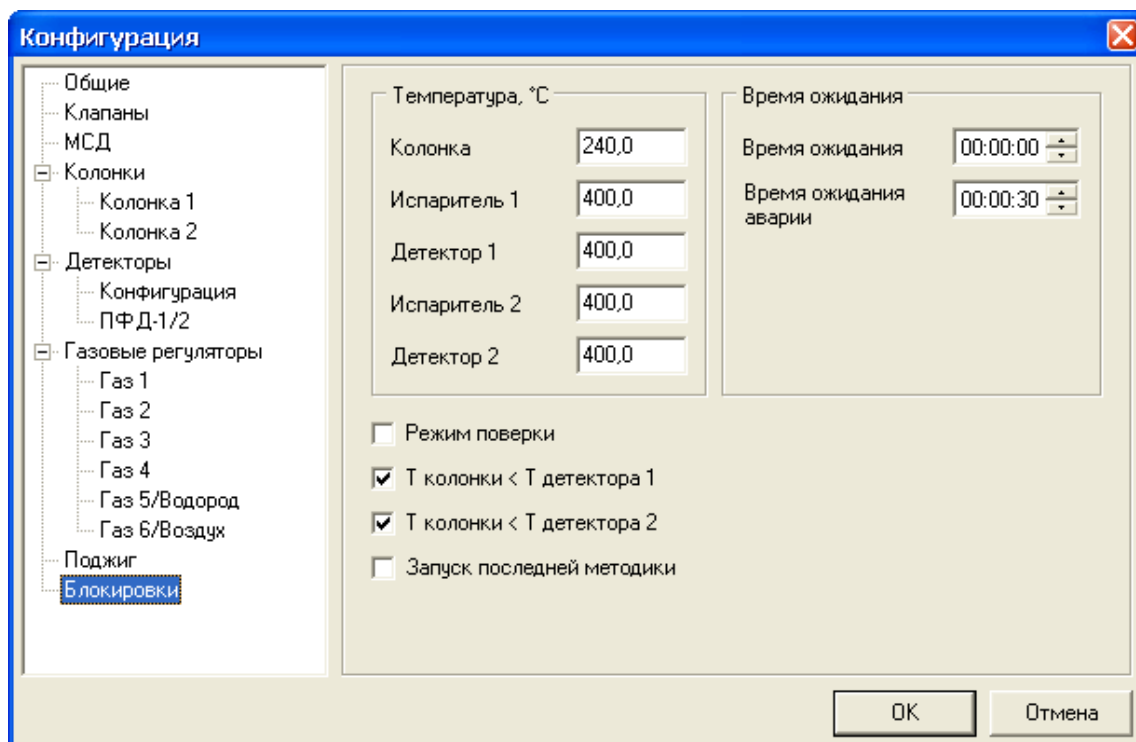 Конфигурация
Общие
Клапаны
МСД
Колонки
Колонка 1
Колонка 2
Детекторы
Конфигурация
ПФД-1/2
Газовые регуляторы
Газ 1
Газ 2
Газ 3
Газ 4
Газ 5/Водород
Газ 6/Воздух
Поджиг
Блокировки
Температура, °C
Колонка 240,0
Испаритель 1 400,0
Детектор 1 400,0
Испаритель 2 400,0
Детектор 2 400,0
Время ожидания
Время ожидания 00:00:00
Время ожидания
аварии 00:00:30
Режим поверки
Т колонки < Т детектора 1
Т колонки < Т детектора 2
Запуск последней методики
OK Отмена